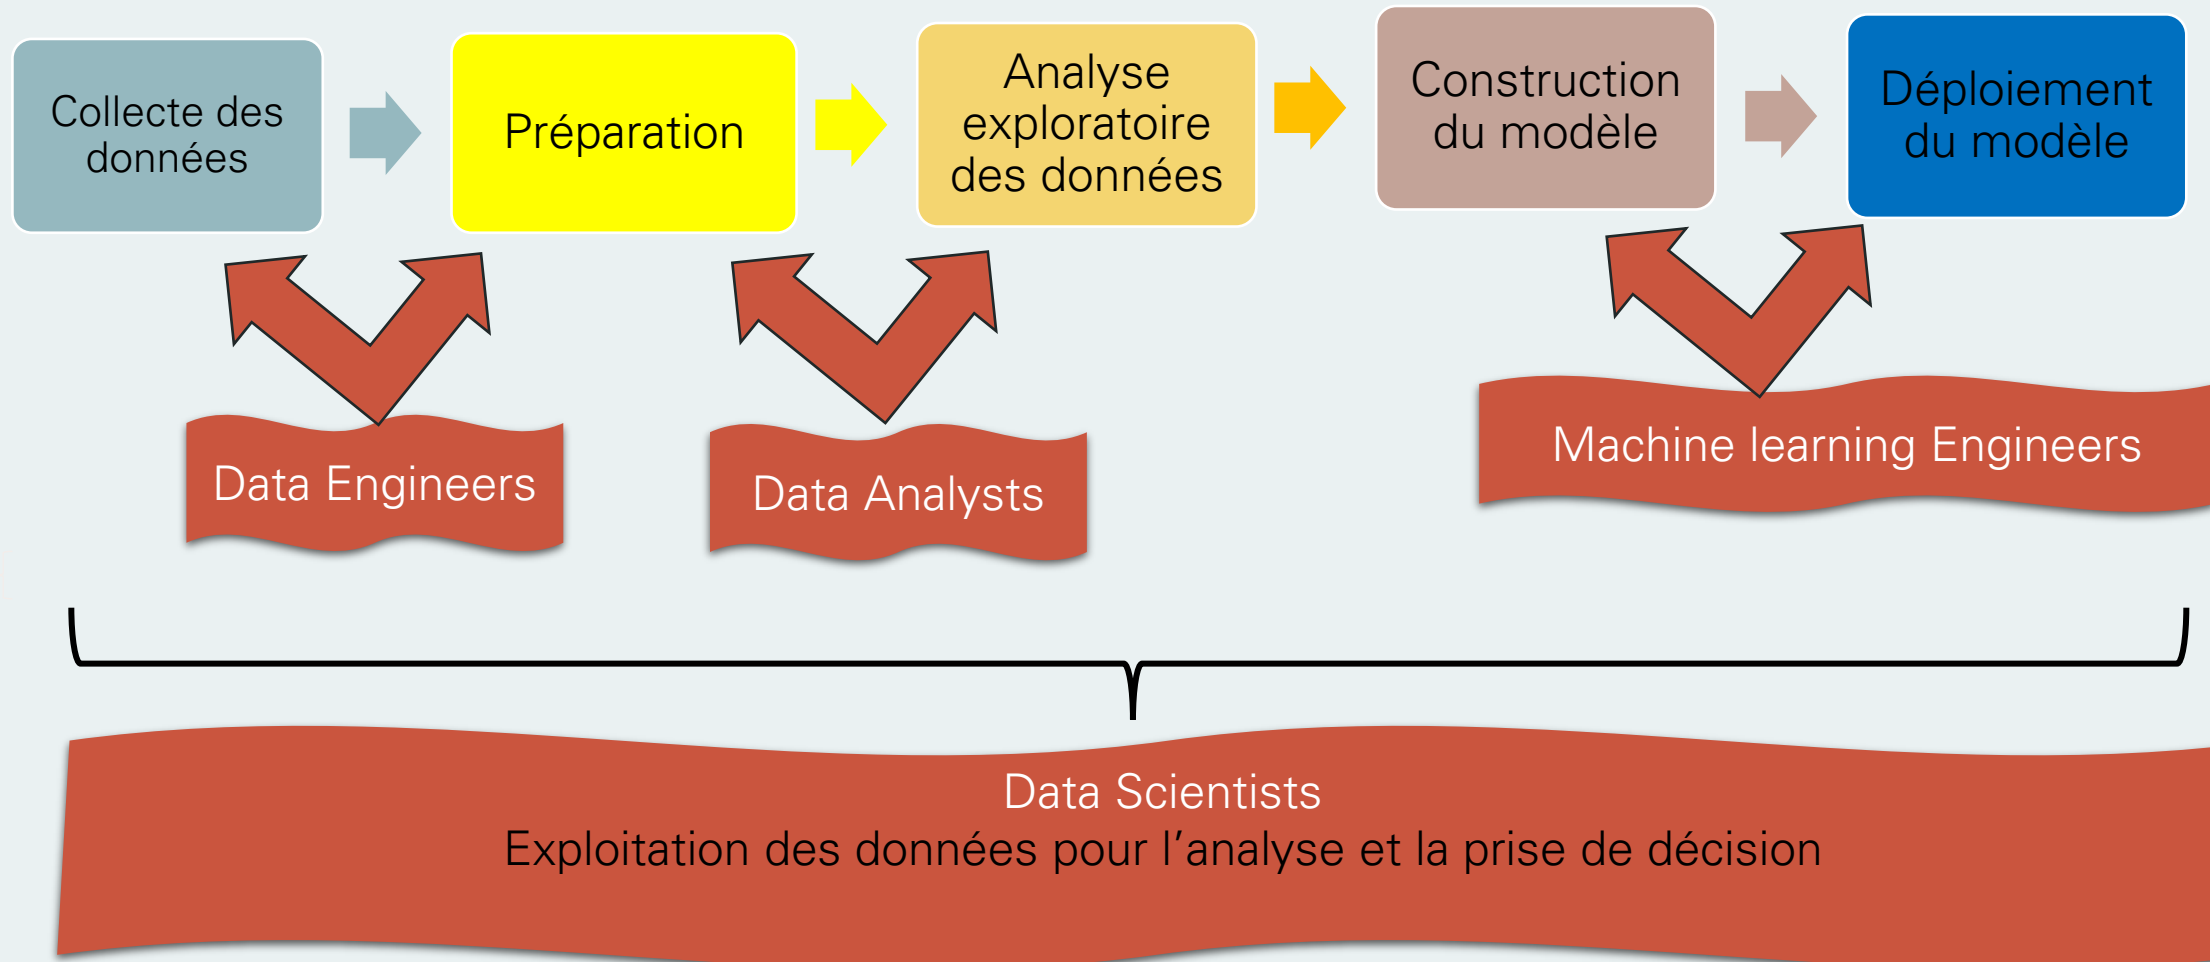 Collecte des
données
Préparation
Analyse
exploratoire
des données
Construction
du modèle
Déploiement
du modèle
Data Engineers
Data Analysts
Machine learning Engineers
Data Scientists
Exploitation des données pour l’analyse et la prise de décision